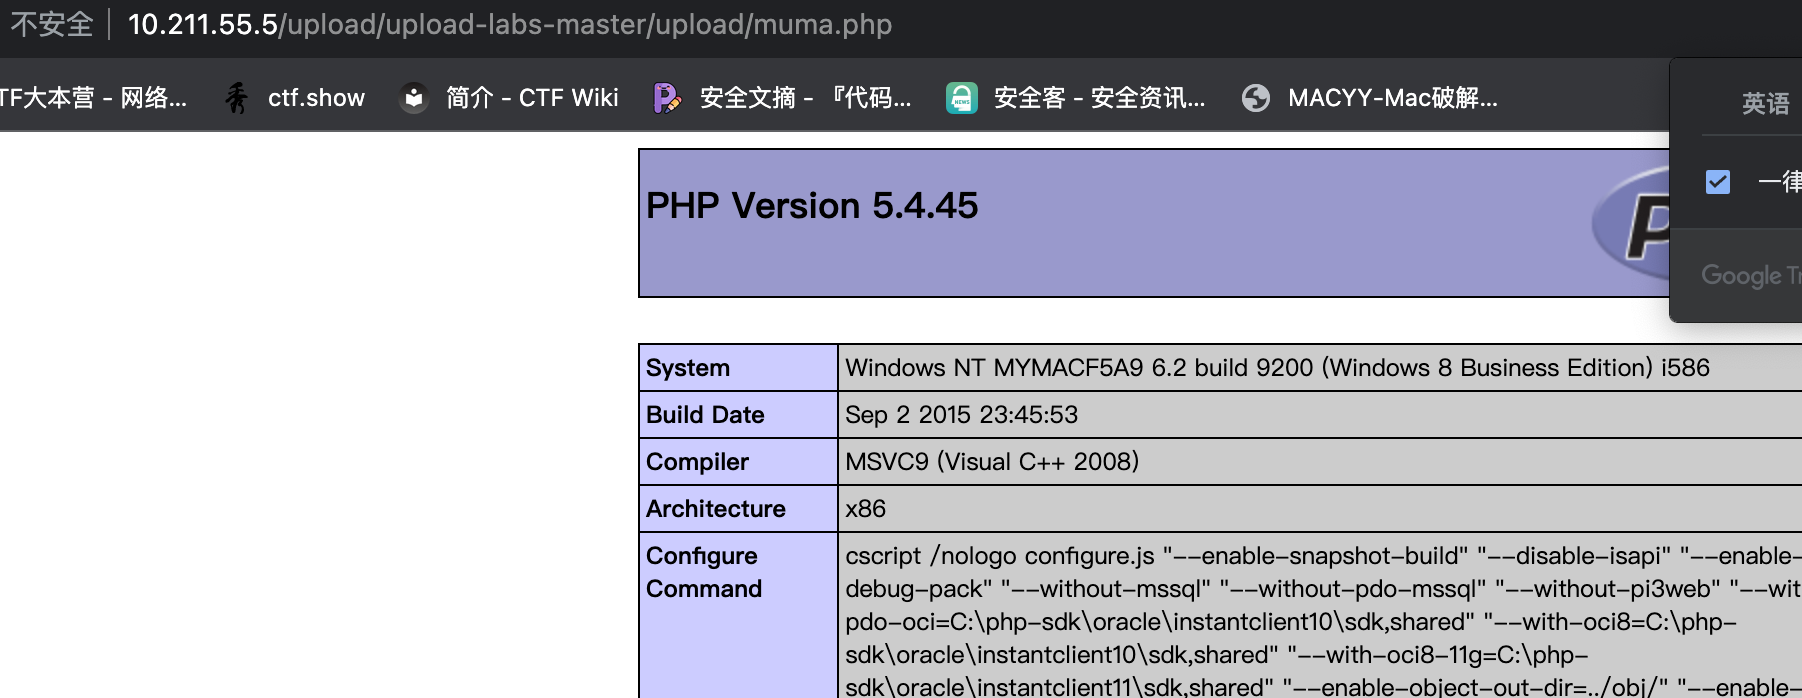 不安全 | 10.211.55.5/upload/upload-labs-master/upload/muma.php
TF大本营 - 网络... ctf.show 简介 - CTF Wiki 安全文摘 - 『代码... 安全客 - 安全资讯... MACYY-Mac破解...
英语
一律
Google Tr
PHP Version 5.4.45
System Windows NT MYMACF5A9 6.2 build 9200 (Windows 8 Business Edition) i586
Build Date Sep 2 2015 23:45:53
Compiler MSVC9 (Visual C++ 2008)
Architecture x86
Configure Command cscript /nologo configure.js "--enable-snapshot-build" "--disable-isapi" "--enable-
debug-pack" "--without-mssql" "--without-pdo-mssql" "--without-pi3web" "--wit
pdo-oci=C:\php-sdk\oracle\instantclient10\sdk,shared" "--with-oci8=C:\php-
sdk\oracle\instantclient10\sdk,shared" "--with-oci8-11g=C:\php-
sdk\oracle\instantclient11\sdk,shared" "--enable-object-out-dir=../obj/" "--enable-